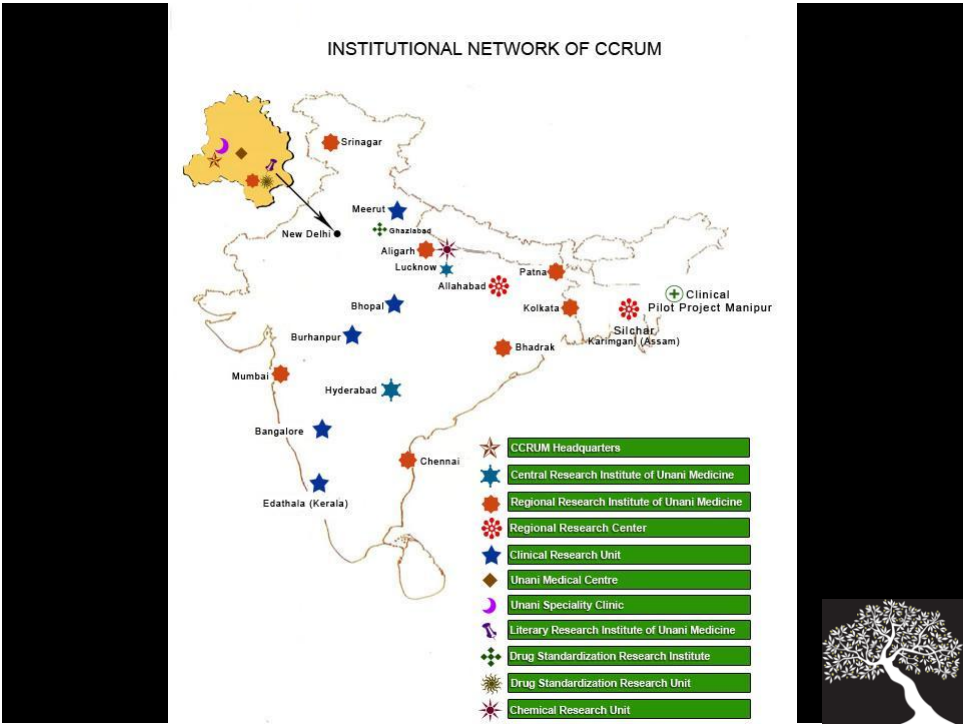 INSTITUTIONAL NETWORK OF CCRUM
Srinagar
Meerut
Ghaziabad
New Delhi
Aligarh
Lucknow
Patna
Allahabad
Clinical
Pilot Project Manipur
Bhopal
Kolkata
Silchar
Karimganj (Assam)
Burhanpur
Bhadrak
Mumbai
Hyderabad
Bangalore
Chennai
Edathala (Kerala)
CCRUM Headquarters
Central Research Institute of Unani Medicine
Regional Research Institute of Unani Medicine
Regional Research Center
Clinical Research Unit
Unani Medical Centre
Unani Speciality Clinic
Literary Research Institute of Unani Medicine
Drug Standardization Research Institute
Drug Standardization Research Unit
Chemical Research Unit